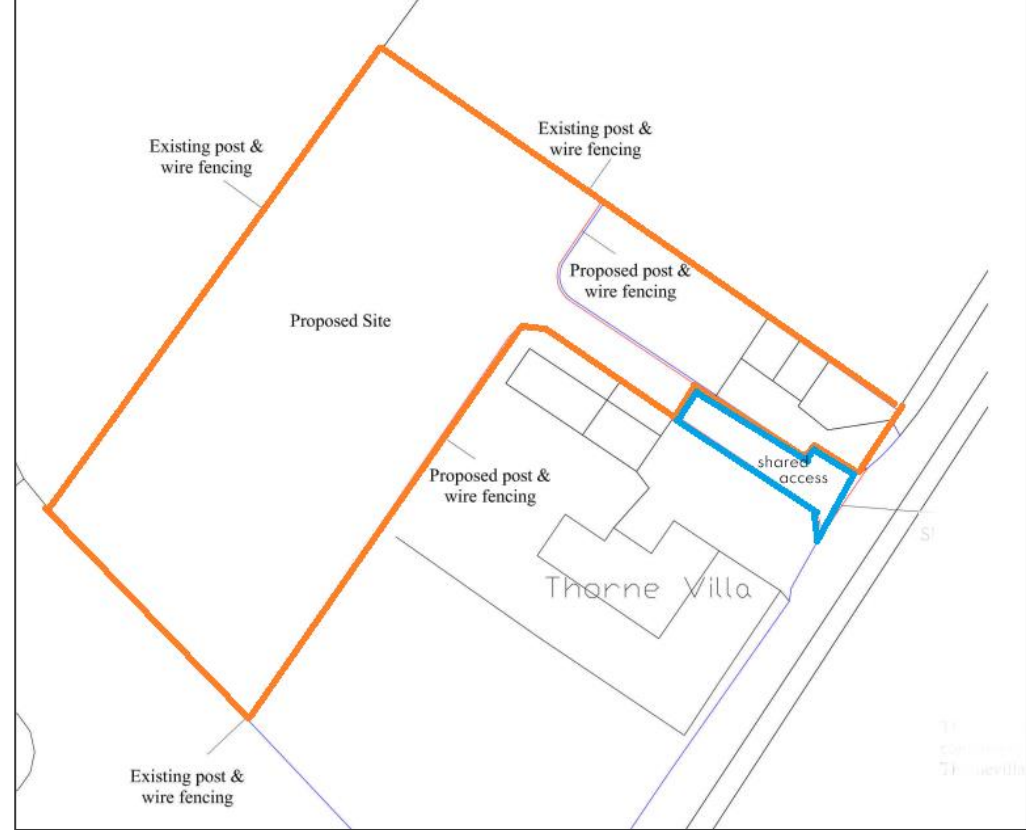 Existing post &
wire fencing
Existing post &
wire fencing
Proposed post &
wire fencing
Proposed Site
shared
access
Proposed post &
wire fencing
Thorne Villa
Existing post &
wire fencing